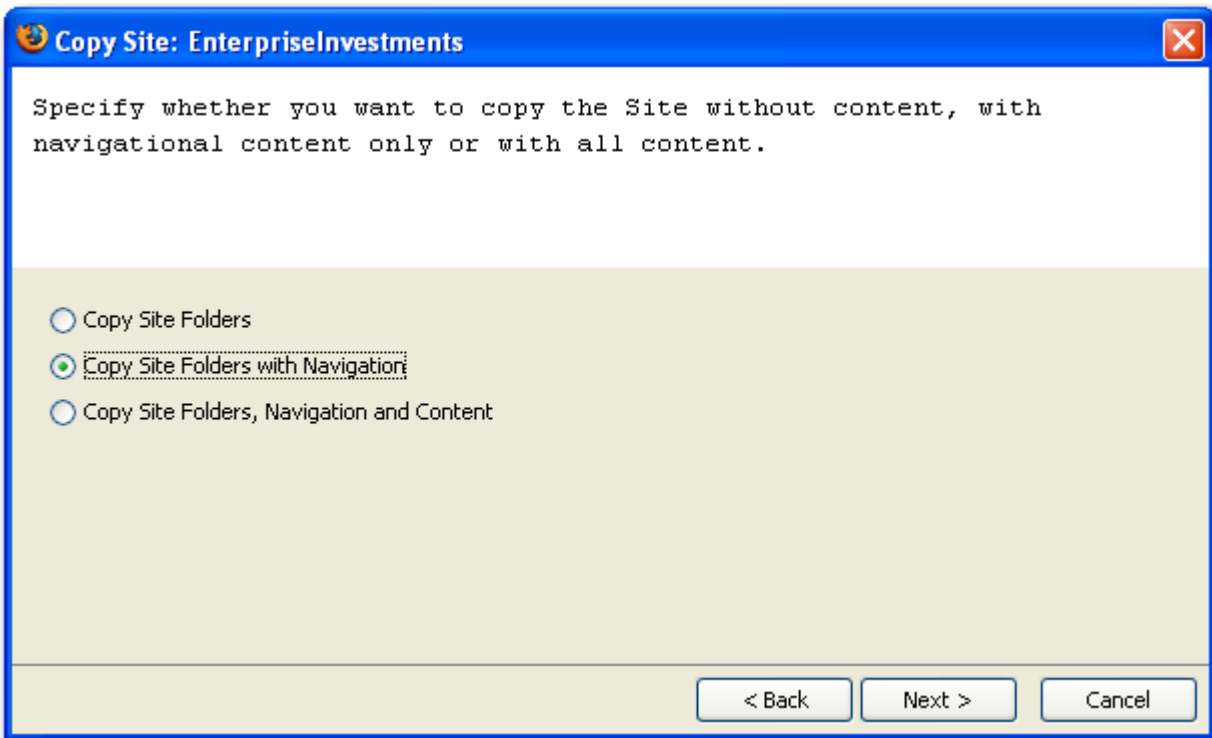 Copy Site: EnterpriseInvestments
Specify whether you want to copy the Site without content, with
navigational content only or with all content.
Copy Site Folders
Copy Site Folders with Navigation
Copy Site Folders, Navigation and Content
< Back
Next >
Cancel